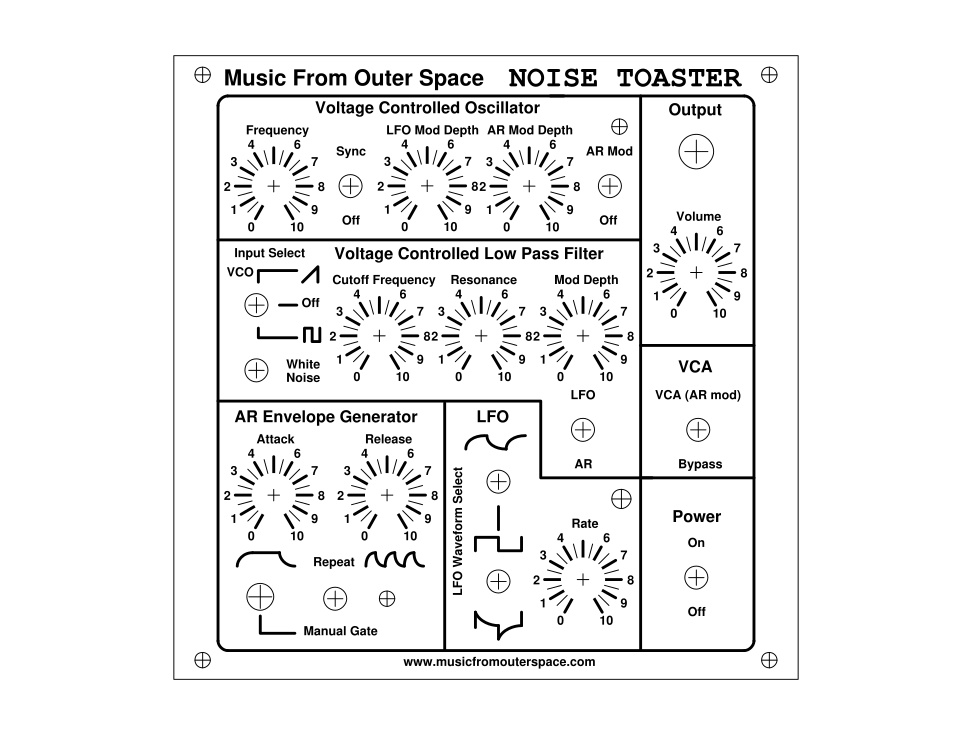 Music From Outer Space NOISE TOASTER
Voltage Controlled Oscillator
Frequency
0 1 2 3 4 6 7 8 9 10
Sync
Off
LFO Mod Depth
0 1 2 3 4 6 7 8 9 10
AR Mod Depth
0 1 2 3 4 6 7 8 9 10
AR Mod
Off
Output
Volume
0 1 2 3 4 6 7 8 9 10
Voltage Controlled Low Pass Filter
Input Select
VCO
Off
White
Noise
Cutoff Frequency
0 1 2 3 4 6 7 8 9 10
Resonance
0 1 2 3 4 6 7 8 9 10
Mod Depth
0 1 2 3 4 6 7 8 9 10
LFO
AR
VCA
VCA (AR mod)
Bypass
AR Envelope Generator
Attack
0 1 2 3 4 6 7 8 9 10
Release
0 1 2 3 4 6 7 8 9 10
Repeat
Manual Gate
LFO
LFO Waveform Select
Rate
0 1 2 3 4 6 7 8 9 10
Power
On
Off
www.musicfromouterspace.com